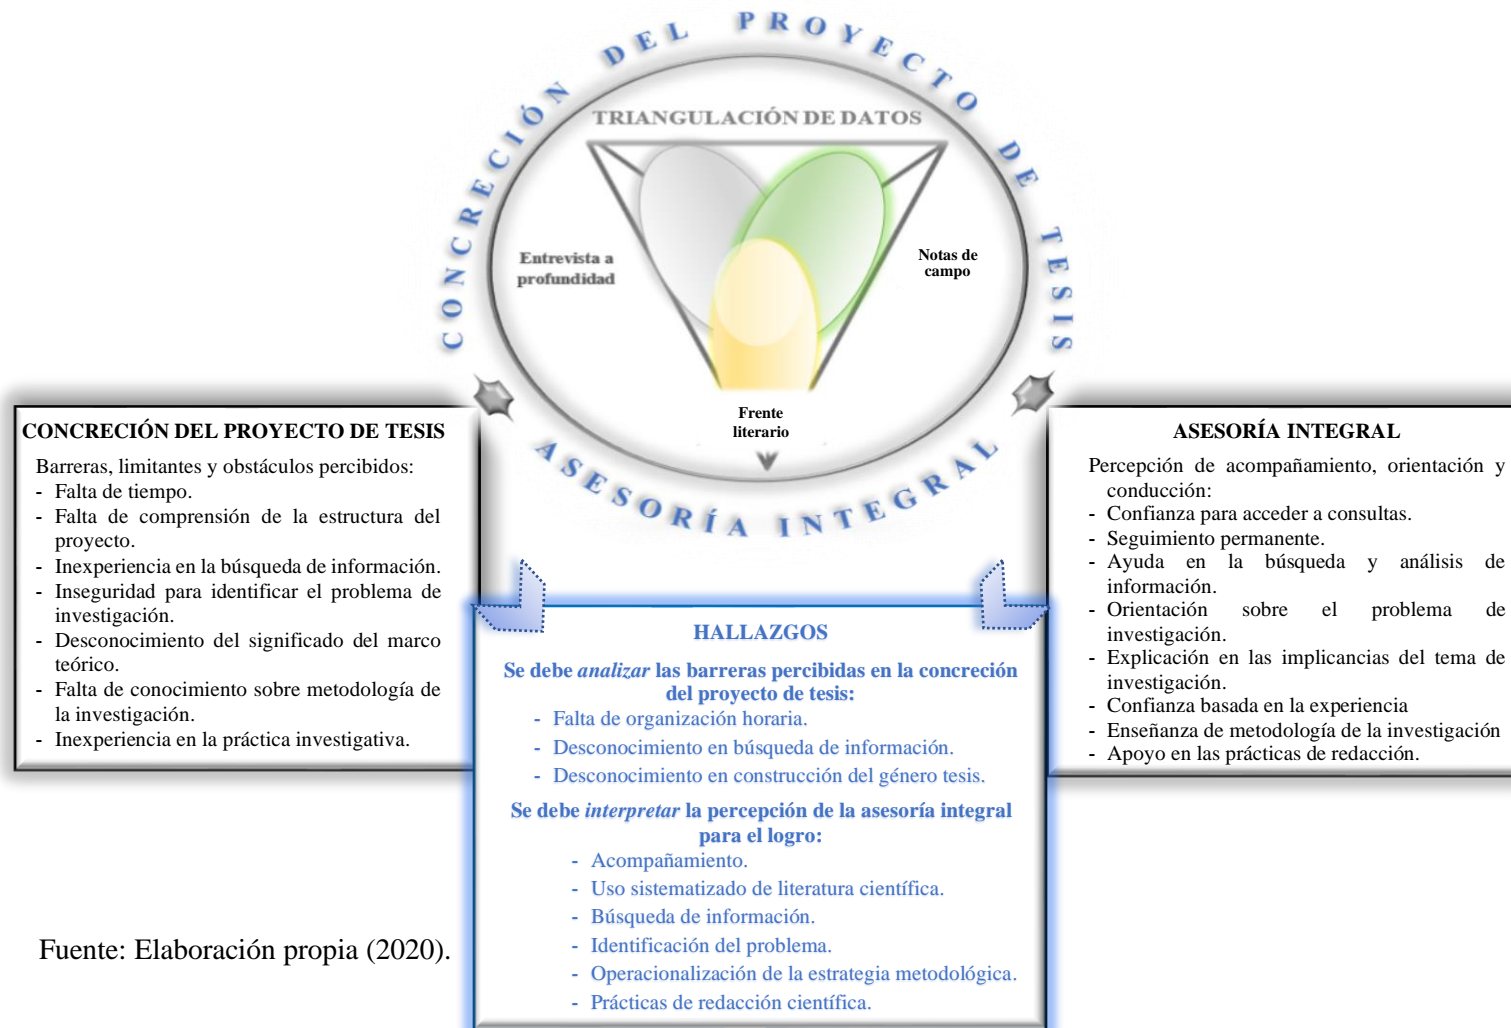 CONCRECIÓN DEL PROYECTO DE TESIS
TRIANGULACIÓN DE DATOS
Entrevista a
profundidad
Notas de
campo
Frente
literario
ASESORÍA INTEGRAL
CONCRECIÓN DEL PROYECTO DE TESIS
Barreras, limitantes y obstáculos percibidos:
- Falta de tiempo.
- Falta de comprensión de la estructura del
proyecto.
- Inexperiencia en la búsqueda de información.
- Inseguridad para identificar el problema de
investigación.
- Desconocimiento del significado del marco
teórico.
- Falta de conocimiento sobre metodología de
la investigación.
- Inexperiencia en la práctica investigativa.
ASESORÍA INTEGRAL
Percepción de acompañamiento, orientación y
conducción:
- Confianza para acceder a consultas.
- Seguimiento permanente.
- Ayuda en la búsqueda y análisis de
información.
- Orientación sobre el problema de
investigación.
- Explicación en las implicancias del tema de
investigación.
- Confianza basada en la experiencia
- Enseñanza de metodología de la investigación
- Apoyo en las prácticas de redacción.
HALLAZGOS
Se debe analizar las barreras percibidas en la concreción
del proyecto de tesis:
- Falta de organización horaria.
- Desconocimiento en búsqueda de información.
- Desconocimiento en construcción del género tesis.
Se debe interpretar la percepción de la asesoría integral
para el logro:
- Acompañamiento.
- Uso sistematizado de literatura científica.
- Búsqueda de información.
- Identificación del problema.
- Operacionalización de la estrategia metodológica.
- Prácticas de redacción científica.
Fuente: Elaboración propia (2020).